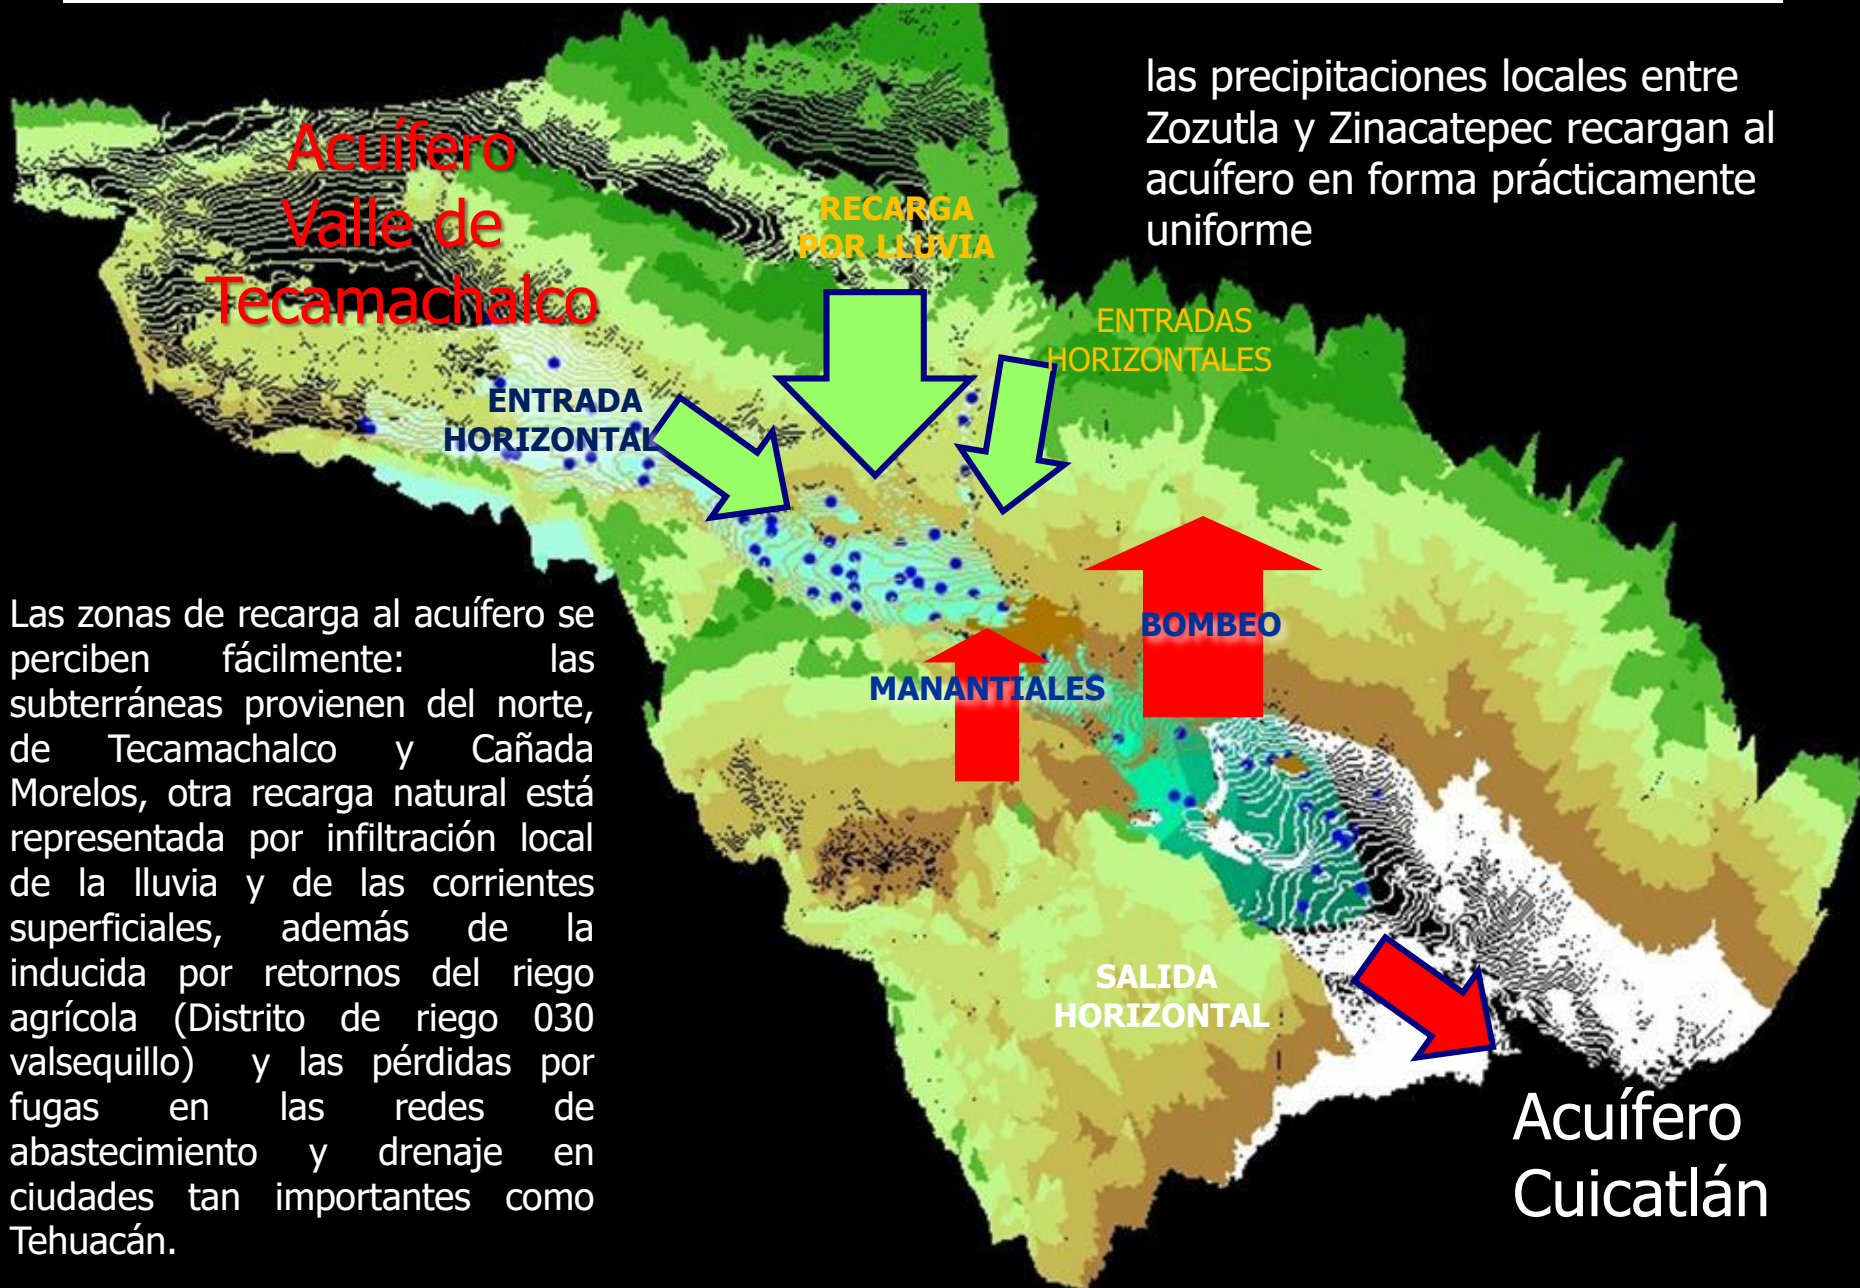 las precipitaciones locales entre
Zozutla y Zinacatepec recargan al
acuífero en forma prácticamente
uniforme
Acuífero
Valle de
Tecamachalco
RECARGA
POR LLUVIA
ENTRADAS
HORIZONTALES
ENTRADA
HORIZONTAL
BOMBEO
MANANTIALES
Las zonas de recarga al acuífero se
perciben fácilmente: las
subterráneas provienen del norte,
de Tecamachalco y Cañada
Morelos, otra recarga natural está
representada por infiltración local
de la lluvia y de las corrientes
superficiales, además de la
inducida por retornos del riego
agrícola (Distrito de riego 030
valsequillo) y las pérdidas por
fugas en las redes de
abastecimiento y drenaje en
ciudades tan importantes como
Tehuacán.
SALIDA
HORIZONTAL
Acuífero
Cuicatlán